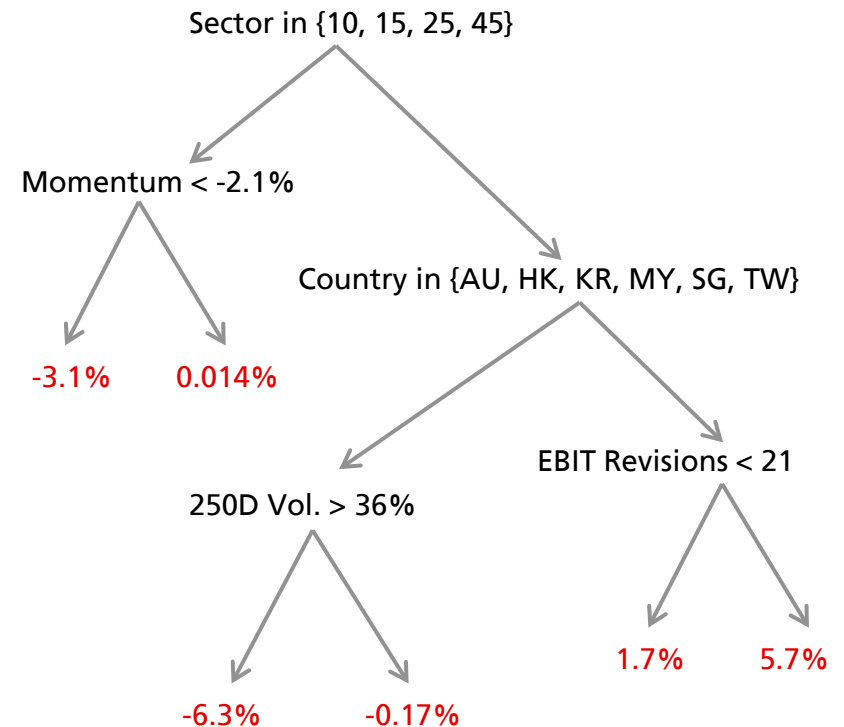 Sector in {10, 15, 25, 45}
Momentum < -2.1%
Country in {AU, HK, KR, MY, SG, TW}
-3.1%
0.014%
EBIT Revisions < 21
250D Vol. > 36%
1.7%
5.7%
-6.3%
-0.17%